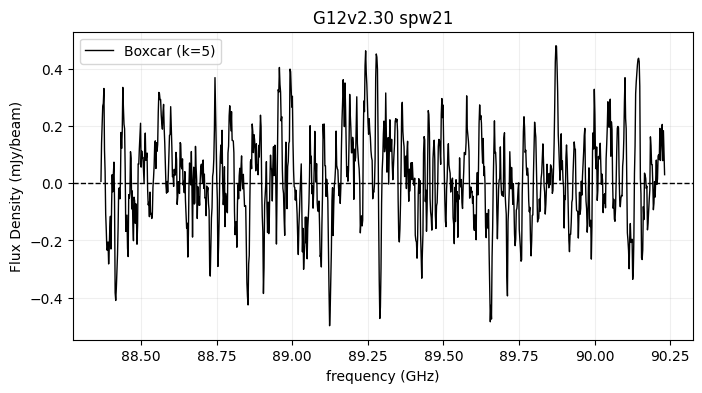 G12v2.30 spw21
Boxcar (k=5)
Flux Density (mJy/beam)
0.4
0.2
0.0
−0.2
−0.4
88.50 88.75 89.00 89.25 89.50 89.75 90.00 90.25
frequency (GHz)